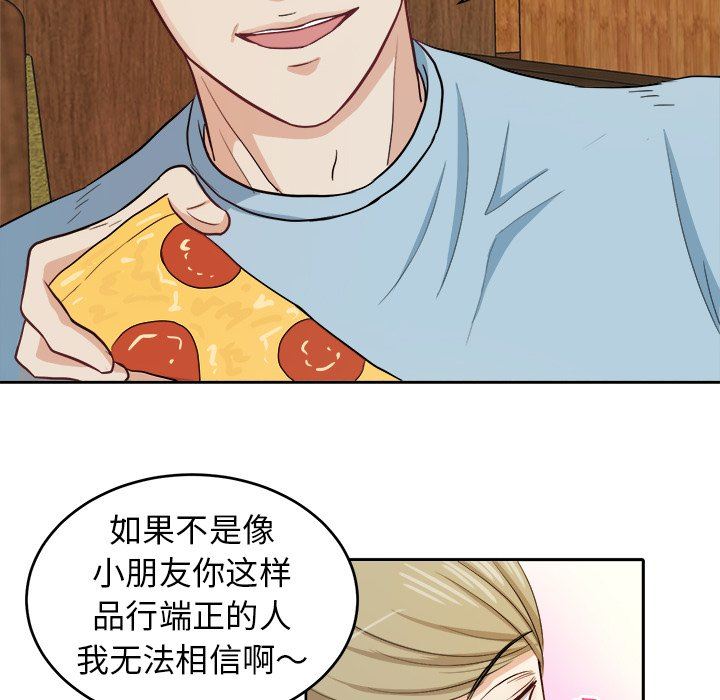 如果不是像
小朋友你这样
品行端正的人
我无法相信啊～